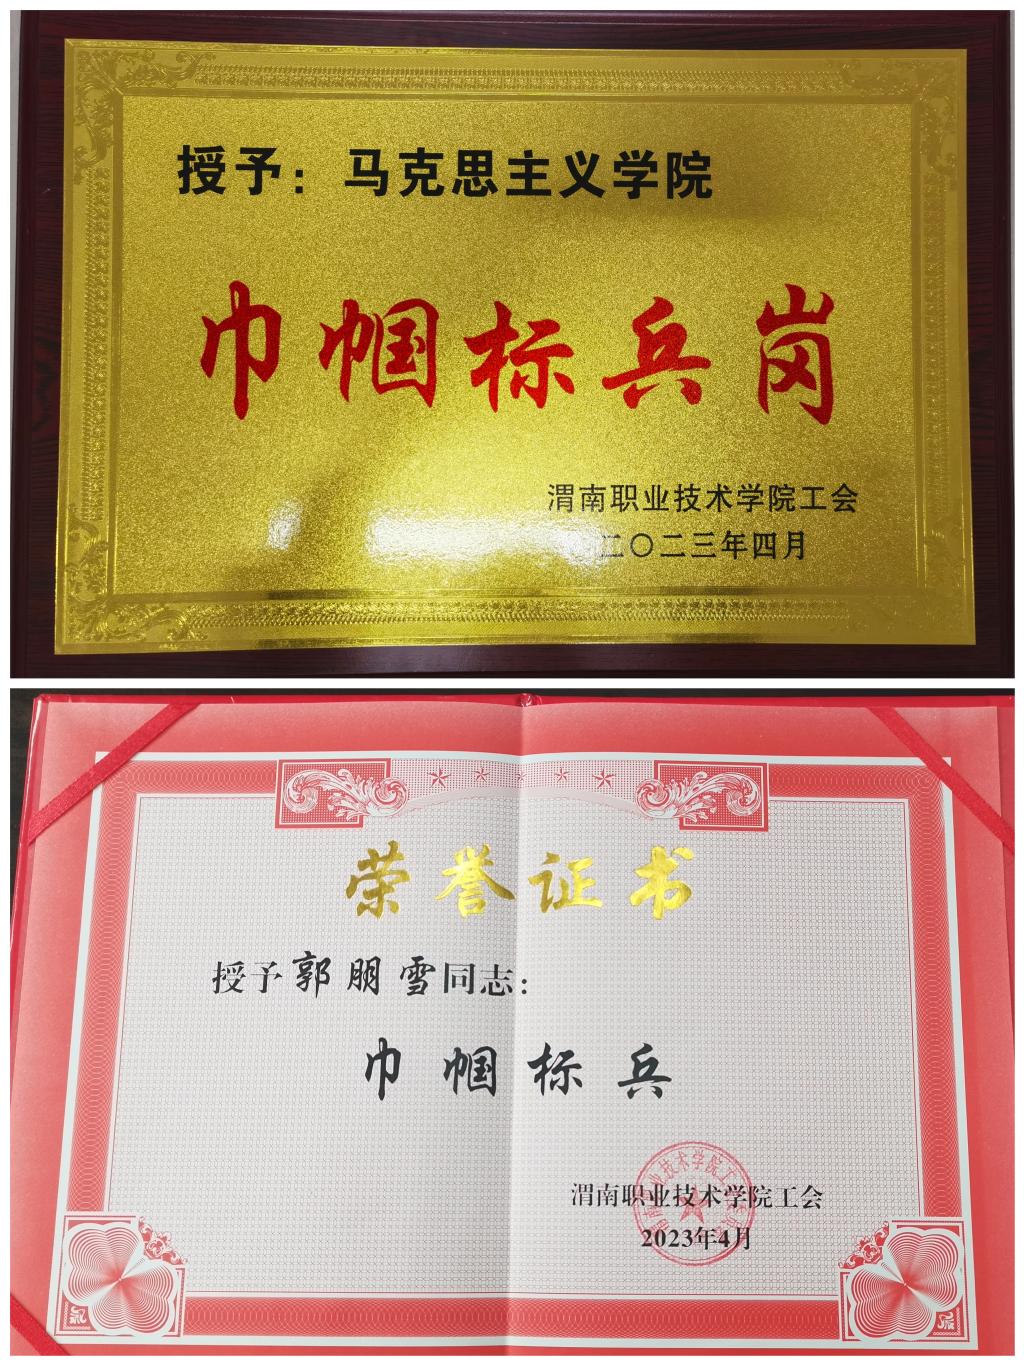 授予：马克思主义学院
巾帼标兵岗
渭南职业技术学院工会
二〇二三年四月
荣誉证书
授予郭朋雪同志：
巾帼标兵
渭南职业技术学院工会
2023年4月